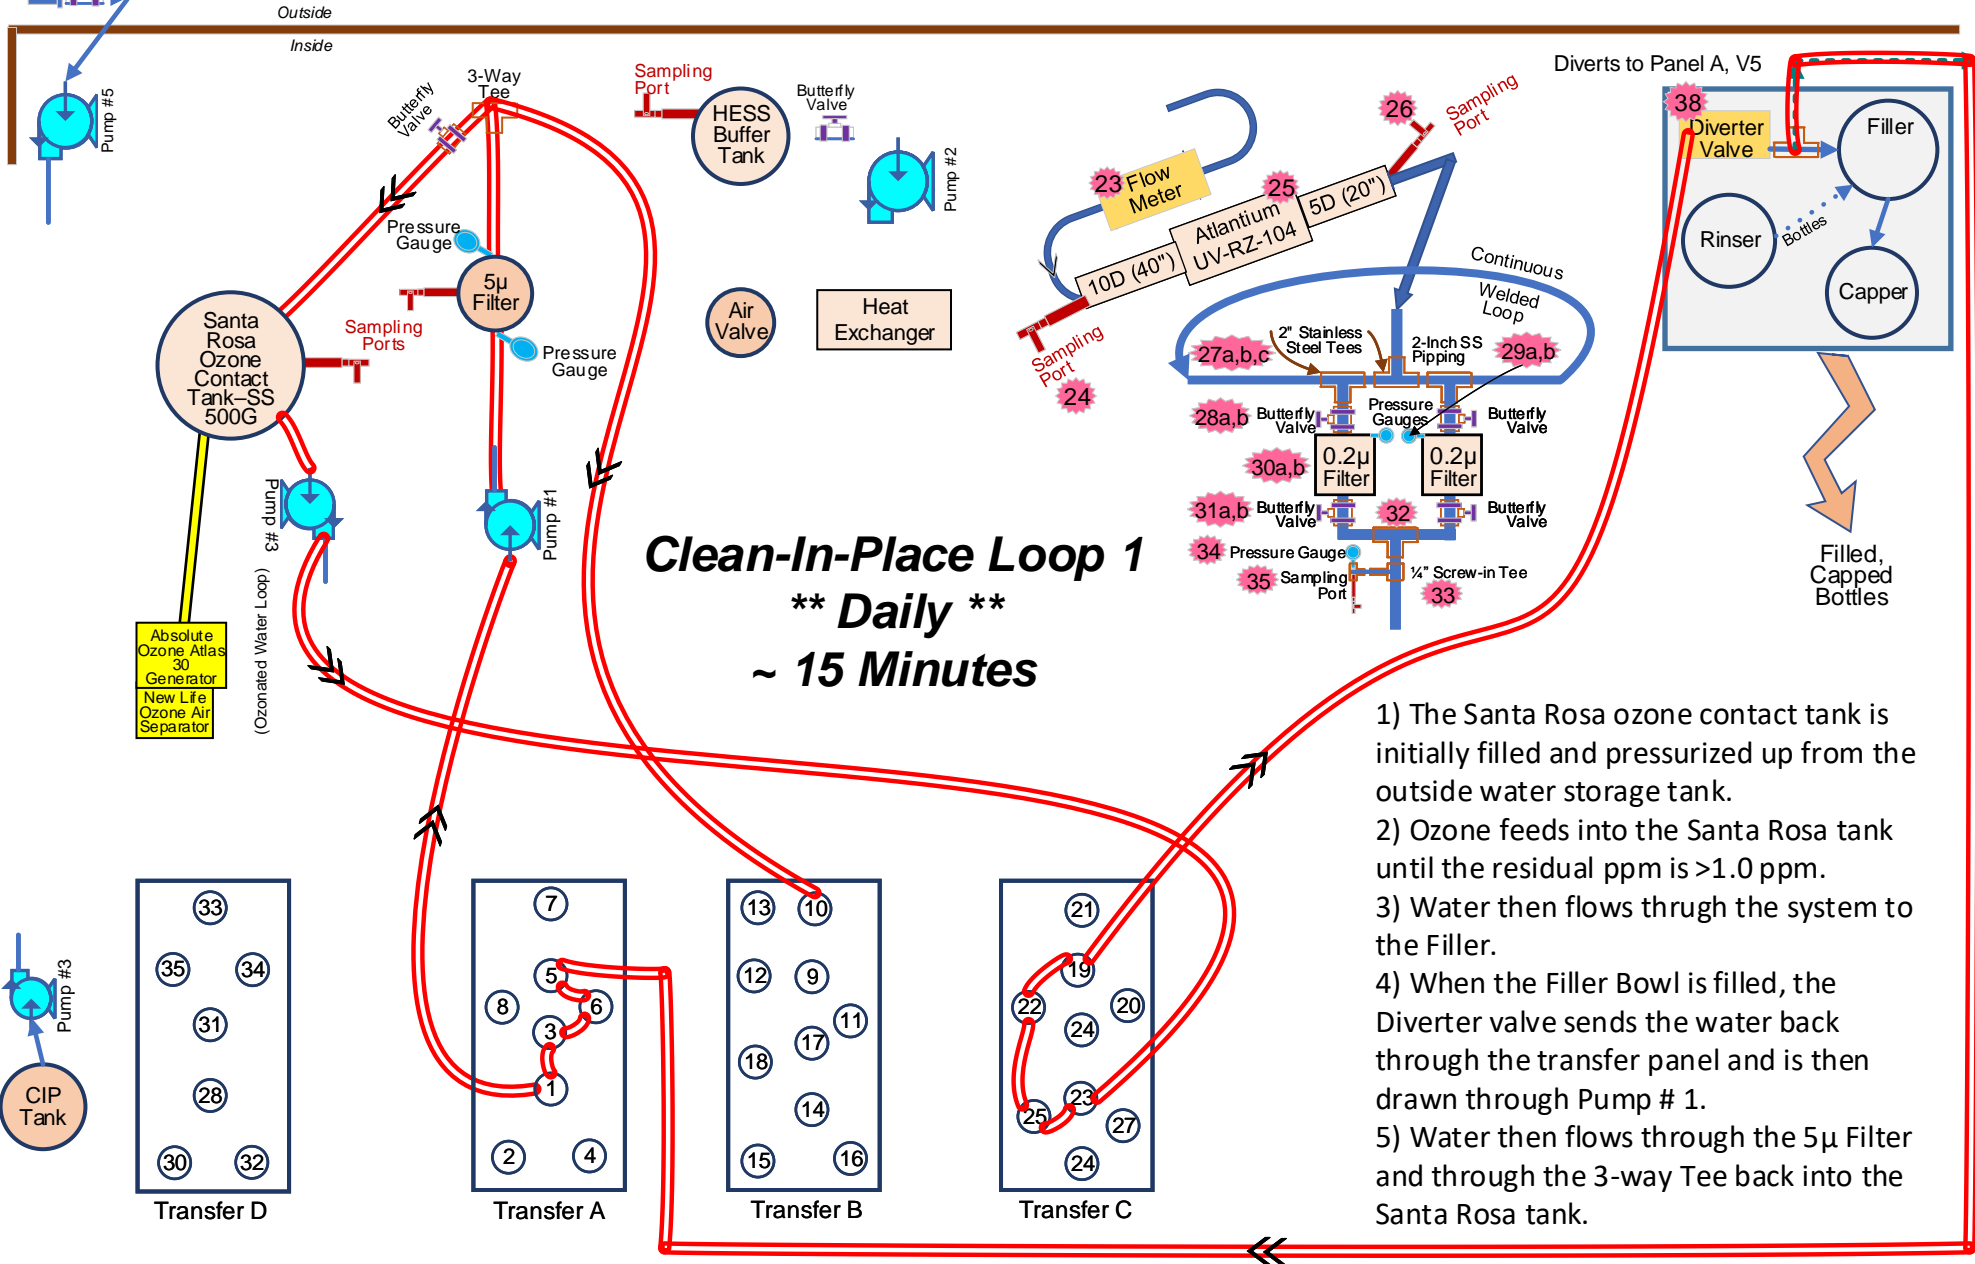 Outside
Inside
Pump #5
Butterfly
Valve
3-Way
Tee
Sampling
Port
HESS
Buffer
Tank
Butterfly
Valve
Pump #2
Pressure
Gauge
5µ
Filter
Sampling
Ports
Pressure
Gauge
Air
Valve
Heat
Exchanger
Santa
Rosa
Ozone
Contact
Tank–SS
500G
Pump #3
(Ozonated Water Loop)
Pump #1
Absolute
Ozone Atlas
30
Generator
New Life
Ozone Air
Separator
Clean-In-Place Loop 1
** Daily **
~ 15 Minutes
23
Flow
Meter
24
Sampling
Port
10D (40")
25
Atlantium
UV-RZ-104
5D (20")
26
Sampling
Port
Continuous
Welded
Loop
27a,b,c
2" Stainless
Steel Tees
2-Inch SS
Pipping
29a,b
28a,b
Butterfly
Valve
Pressure
Gauges
Butterfly
Valve
30a,b
0.2µ
Filter
0.2µ
Filter
31a,b
Butterfly
Valve
32
Butterfly
Valve
34
Pressure Gauge
35
Sampling
Port
¼" Screw-in Tee
33
Diverts to Panel A, V5
38
Diverter
Valve
Filler
Rinser
Bottles
Capper
Filled,
Capped
Bottles
1) The Santa Rosa ozone contact tank is
initially filled and pressurized up from the
outside water storage tank.
2) Ozone feeds into the Santa Rosa tank
until the residual ppm is >1.0 ppm.
3) Water then flows thrugh the system to
the Filler.
4) When the Filler Bowl is filled, the
Diverter valve sends the water back
through the transfer panel and is then
drawn through Pump # 1.
5) Water then flows through the 5µ Filter
and through the 3-way Tee back into the
Santa Rosa tank.
Pump #3
CIP
Tank
33
35
34
31
28
30
32
Transfer D
7
5
8
6
3
1
2
4
Transfer A
13
10
12
9
11
17
18
14
15
16
Transfer B
21
19
22
20
24
23
25
27
24
Transfer C